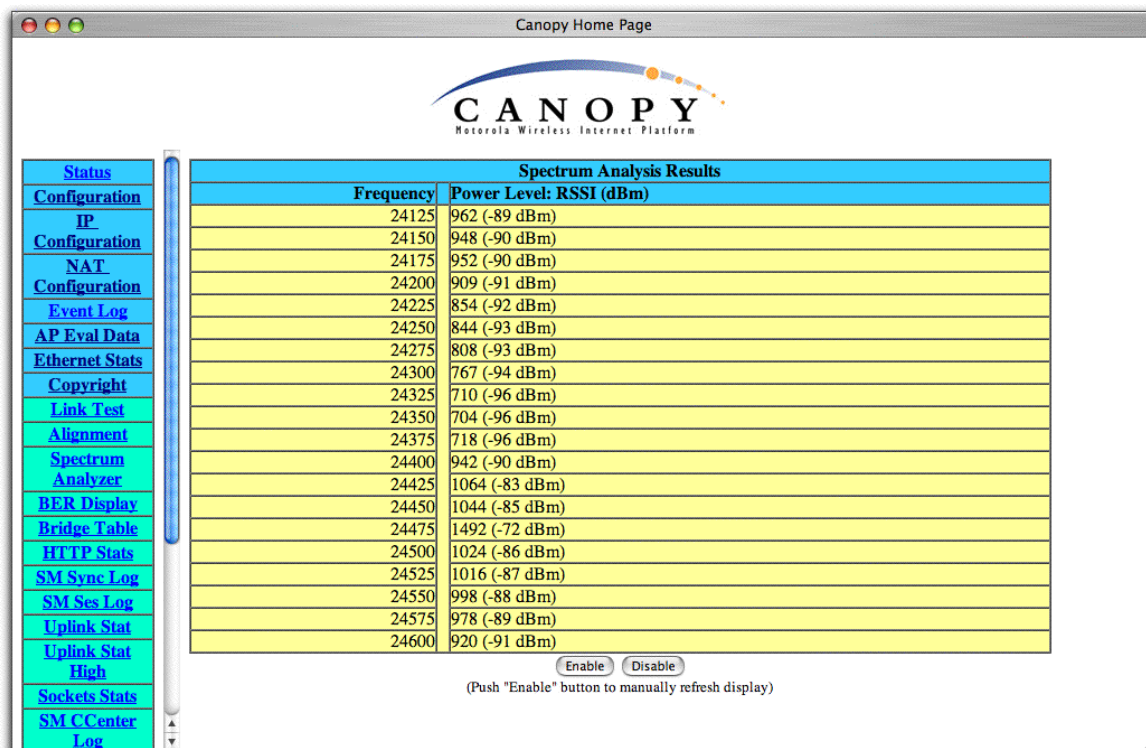 Canopy Home Page
CANOPY
Motorola Wireless Internet Platform
Status
Configuration
IP
Configuration
NAT
Configuration
Event Log
AP Eval Data
Ethernet Stats
Copyright
Link Test
Alignment
Spectrum
Analyzer
BER Display
Bridge Table
HTTP Stats
SM Sync Log
SM Ses Log
Uplink Stat
Uplink Stat
High
Sockets Stats
SM CCenter
Log
Spectrum Analysis Results
Frequency Power Level: RSSI (dBm)
24125 962 (-89 dBm)
24150 948 (-90 dBm)
24175 952 (-90 dBm)
24200 909 (-91 dBm)
24225 854 (-92 dBm)
24250 844 (-93 dBm)
24275 808 (-93 dBm)
24300 767 (-94 dBm)
24325 710 (-96 dBm)
24350 704 (-96 dBm)
24375 718 (-96 dBm)
24400 942 (-90 dBm)
24425 1064 (-83 dBm)
24450 1044 (-85 dBm)
24475 1492 (-72 dBm)
24500 1024 (-86 dBm)
24525 1016 (-87 dBm)
24550 998 (-88 dBm)
24575 978 (-89 dBm)
24600 920 (-91 dBm)
Enable Disable
(Push "Enable" button to manually refresh display)